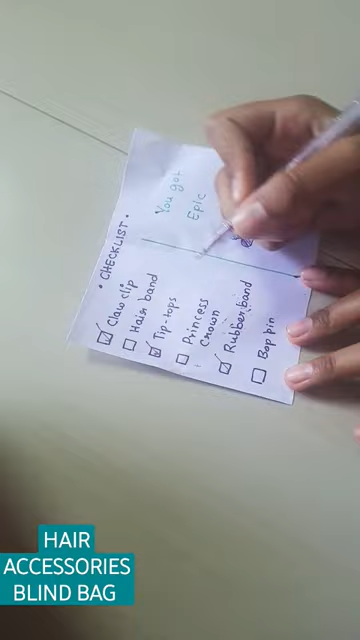 • CHECKLIST •
Claw clip
Hair band
Tip-tops
Princess
Crown
Rubber band
Bop pin
You got
Epic
HAIR
ACCESSORIES
BLIND BAG